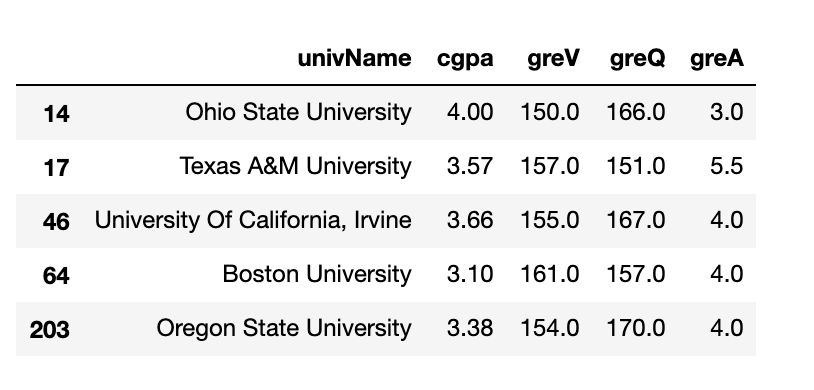 univName cgpa greV greQ greA
14 Ohio State University 4.00 150.0 166.0 3.0
17 Texas A&M University 3.57 157.0 151.0 5.5
46 University Of California, Irvine 3.66 155.0 167.0 4.0
64 Boston University 3.10 161.0 157.0 4.0
203 Oregon State University 3.38 154.0 170.0 4.0